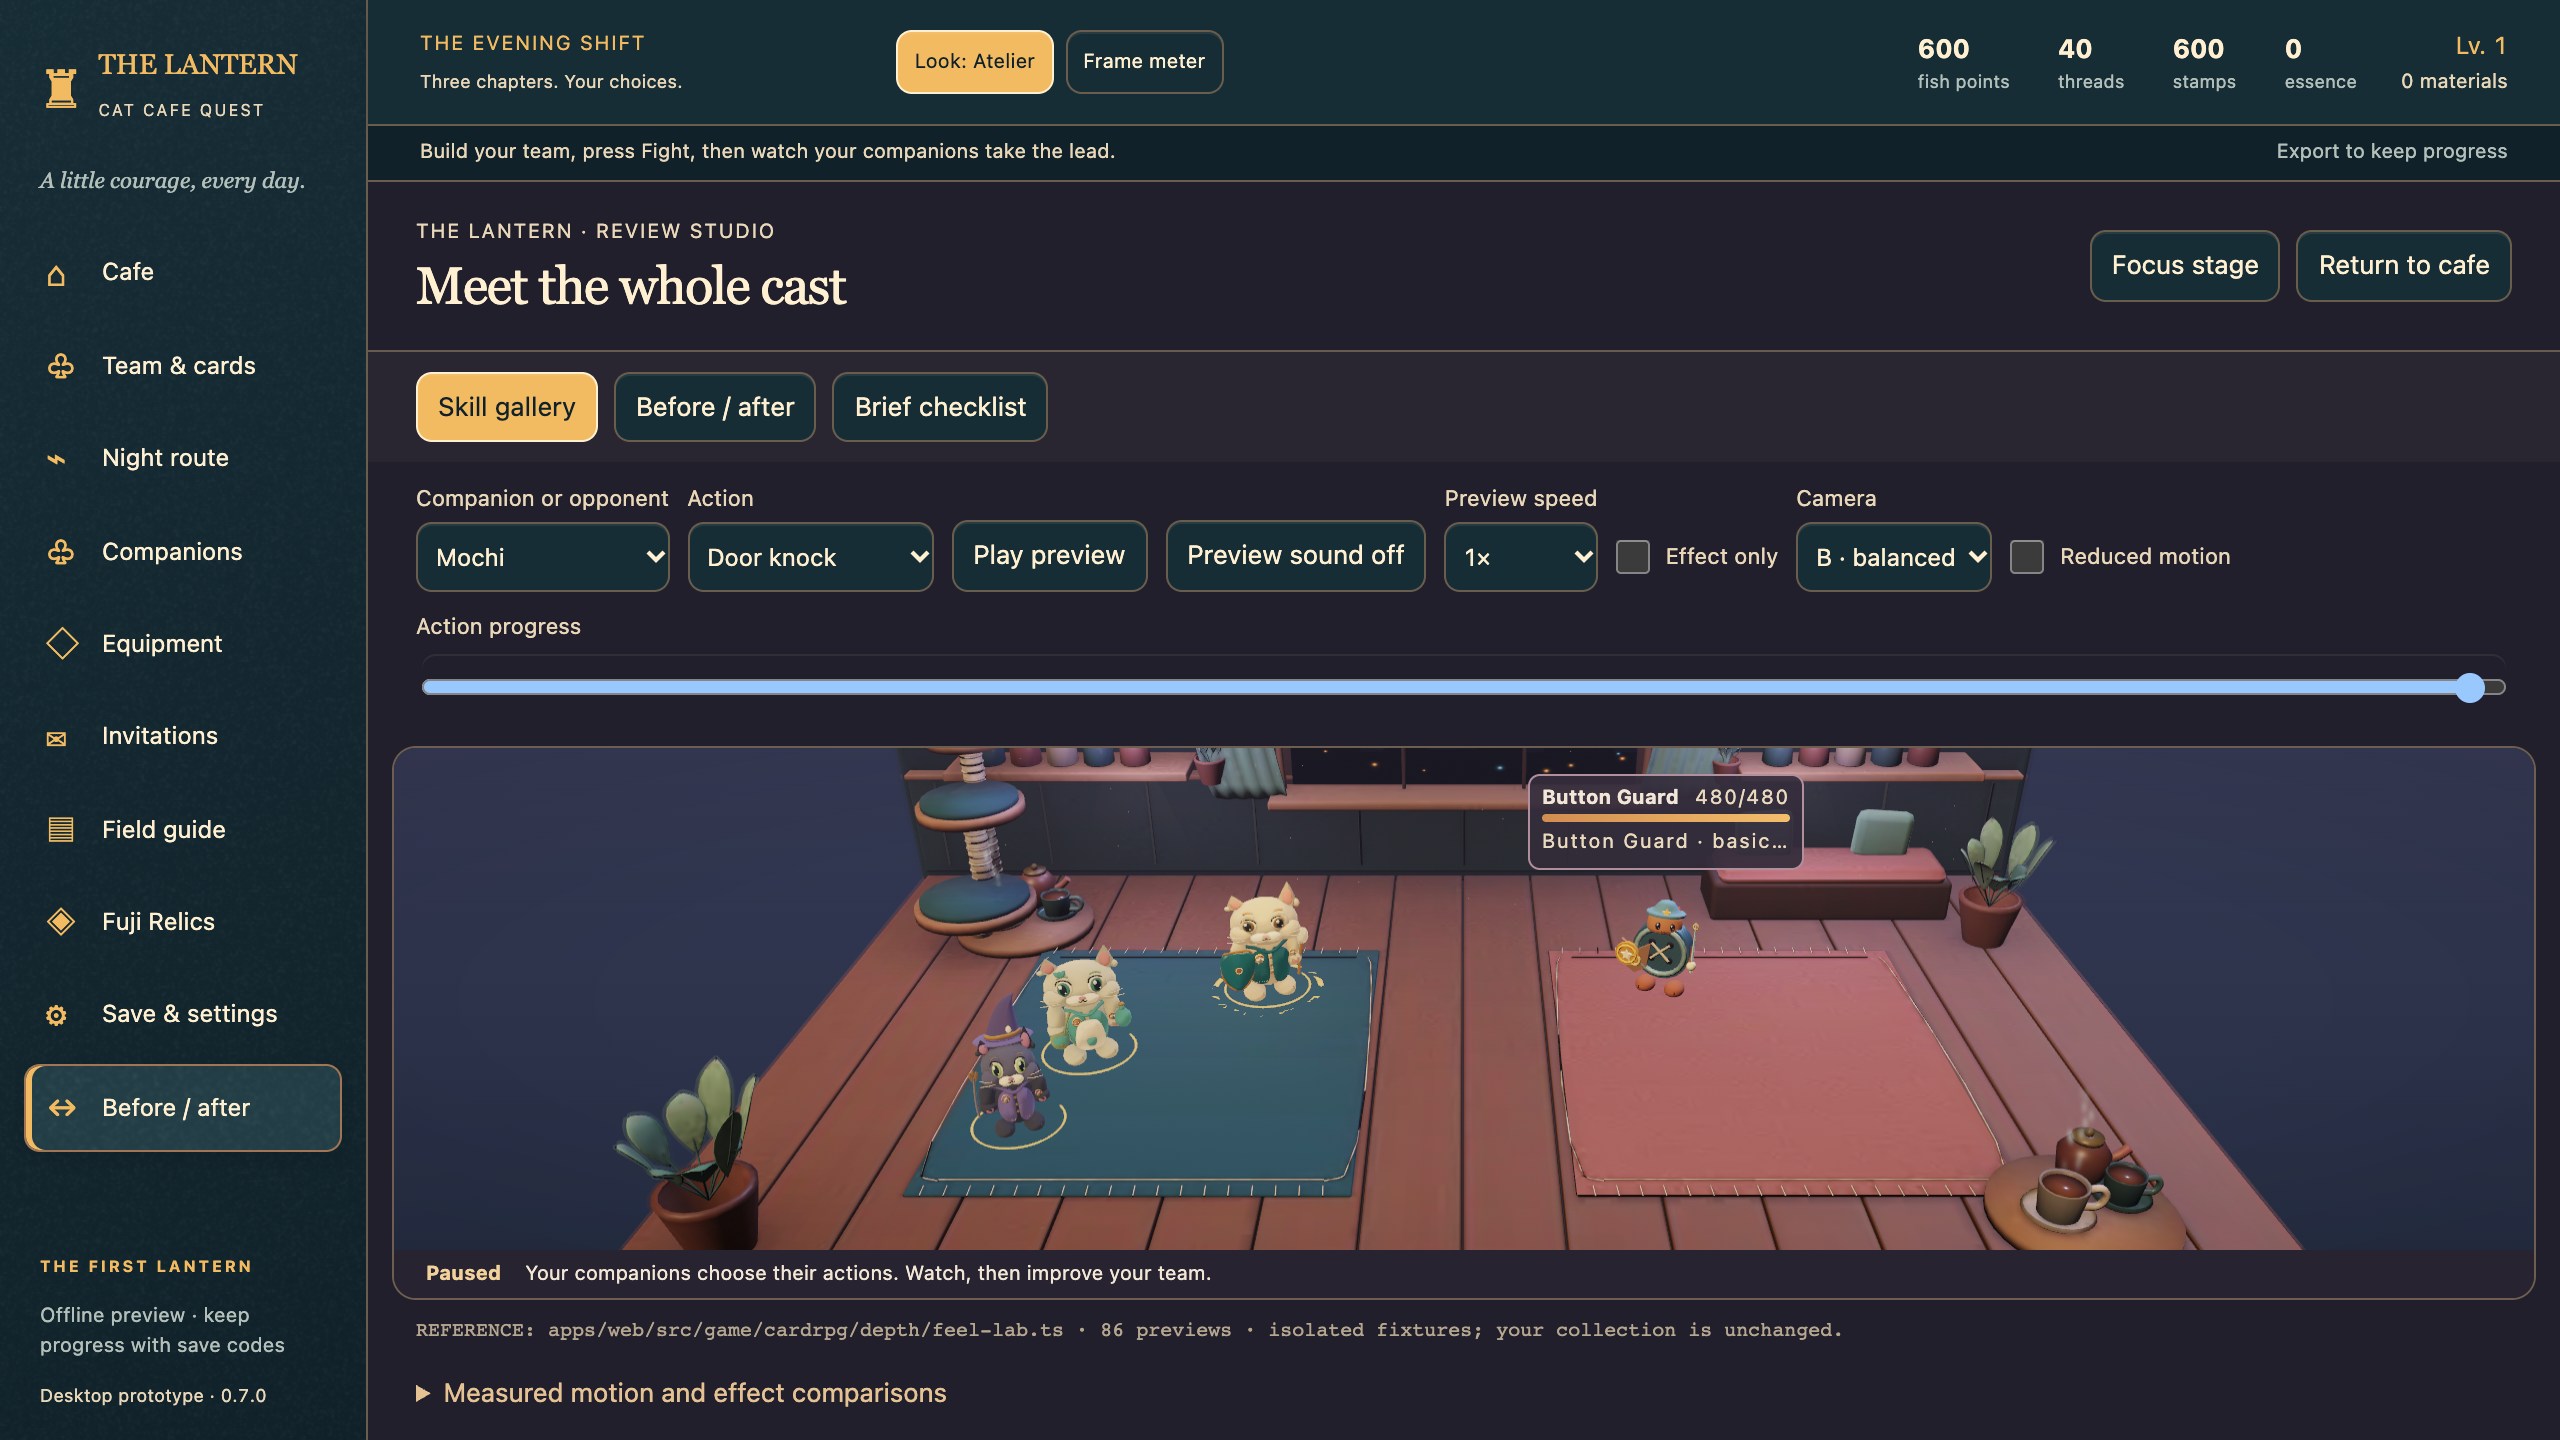 THE LANTERN
CAT CAFE QUEST
A little courage, every day.
Cafe
Team & cards
Night route
Companions
Equipment
Invitations
Field guide
Fuji Relics
Save & settings
Before / after
THE FIRST LANTERN
Offline preview · keep
progress with save codes
Desktop prototype · 0.7.0
THE EVENING SHIFT
Three chapters. Your choices.
Look: Atelier
Frame meter
600
fish points
40
threads
600
stamps
0
essence
Lv. 1
0 materials
Build your team, press Fight, then watch your companions take the lead.
Export to keep progress
THE LANTERN · REVIEW STUDIO
Meet the whole cast
Focus stage
Return to cafe
Skill gallery
Before / after
Brief checklist
Companion or opponent
Mochi
Action
Door knock
Play preview
Preview sound off
Preview speed
1×
Effect only
Camera
B · balanced
Reduced motion
Action progress
Button Guard 480/480
Button Guard · basic…
Paused Your companions choose their actions. Watch, then improve your team.
REFERENCE: apps/web/src/game/cardrpg/depth/feel-lab.ts · 86 previews · isolated fixtures; your collection is unchanged.
Measured motion and effect comparisons